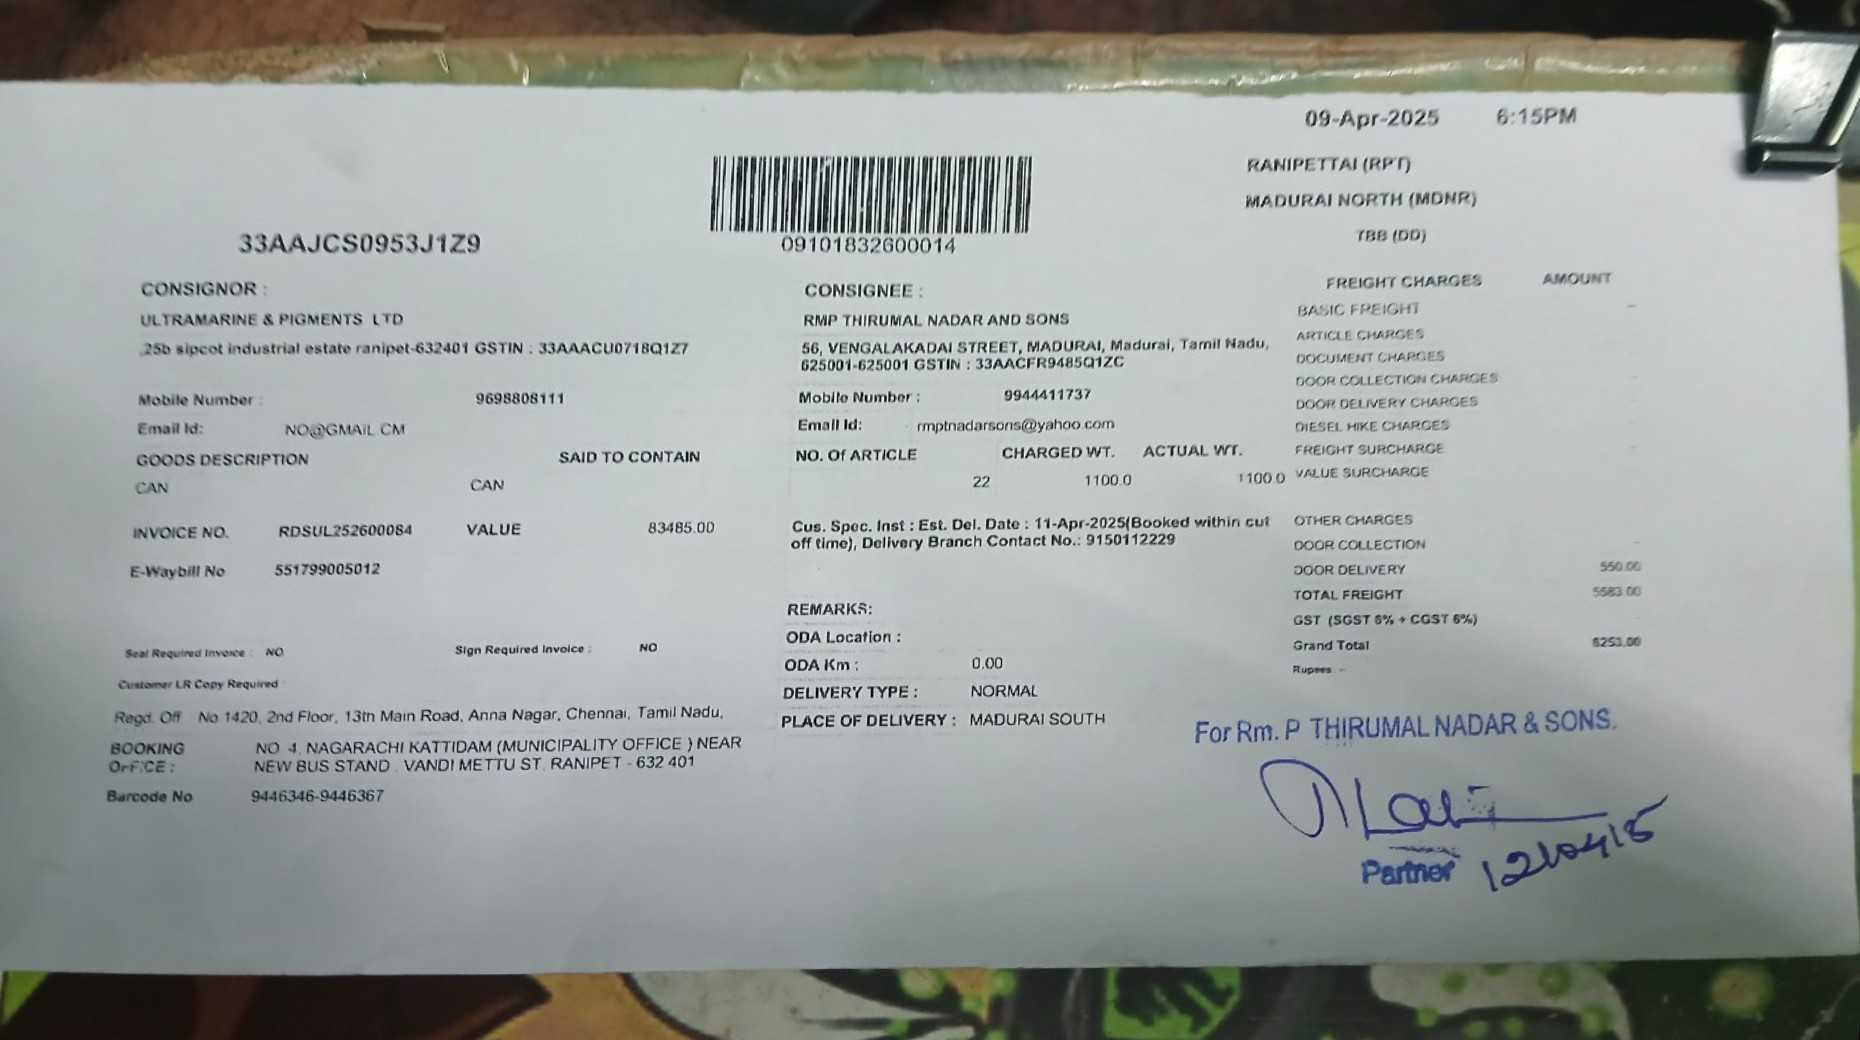 09-Apr-2025 6:15PM
RANIPETTAI (RPT)
MADURAI NORTH (MDNR)
TBB (DD)
33AAJCS0953J1Z9
09101832600014
CONSIGNOR :
ULTRAMARINE & PIGMENTS LTD
25b sipcot industrial estate ranipet-632401 GSTIN : 33AAACU0718Q1Z7
Mobile Number : 9698808111
Email Id: NO@GMAIL.CM
GOODS DESCRIPTION SAID TO CONTAIN
CAN CAN
INVOICE NO. RDSUL252600084 VALUE 83485.00
E-Waybill No 551799005012
Seal Required Invoice : NO Sign Required Invoice : NO
Customer LR Copy Required
Regd. Off No 1420, 2nd Floor, 13th Main Road, Anna Nagar, Chennai, Tamil Nadu,
BOOKING OFFICE : NO 4, NAGARACHI KATTIDAM (MUNICIPALITY OFFICE ) NEAR
NEW BUS STAND , VANDI METTU ST, RANIPET - 632 401
Barcode No 9446346-9446367
CONSIGNEE :
RMP THIRUMAL NADAR AND SONS
56, VENGALAKADAI STREET, MADURAI, Madurai, Tamil Nadu,
625001-625001 GSTIN : 33AACFR9485Q1ZC
Mobile Number : 9944411737
Email Id: rmptnadarsons@yahoo.com
NO. Of ARTICLE CHARGED WT. ACTUAL WT.
22 1100.0 1100.0
Cus. Spec. Inst : Est. Del. Date : 11-Apr-2025(Booked within cut
off time), Delivery Branch Contact No.: 9150112229
REMARKS:
ODA Location :
ODA Km : 0.00
DELIVERY TYPE : NORMAL
PLACE OF DELIVERY : MADURAI SOUTH
FREIGHT CHARGES AMOUNT
BASIC FREIGHT -
ARTICLE CHARGES
DOCUMENT CHARGES
DOOR COLLECTION CHARGES
DOOR DELIVERY CHARGES
DIESEL HIKE CHARGES
FREIGHT SURCHARGE
VALUE SURCHARGE
OTHER CHARGES
DOOR COLLECTION
DOOR DELIVERY 550.00
TOTAL FREIGHT 5583.00
GST (SGST 6% + CGST 6%)
Grand Total 6253.00
Rupees -
For Rm. P THIRUMAL NADAR & SONS.
Partner